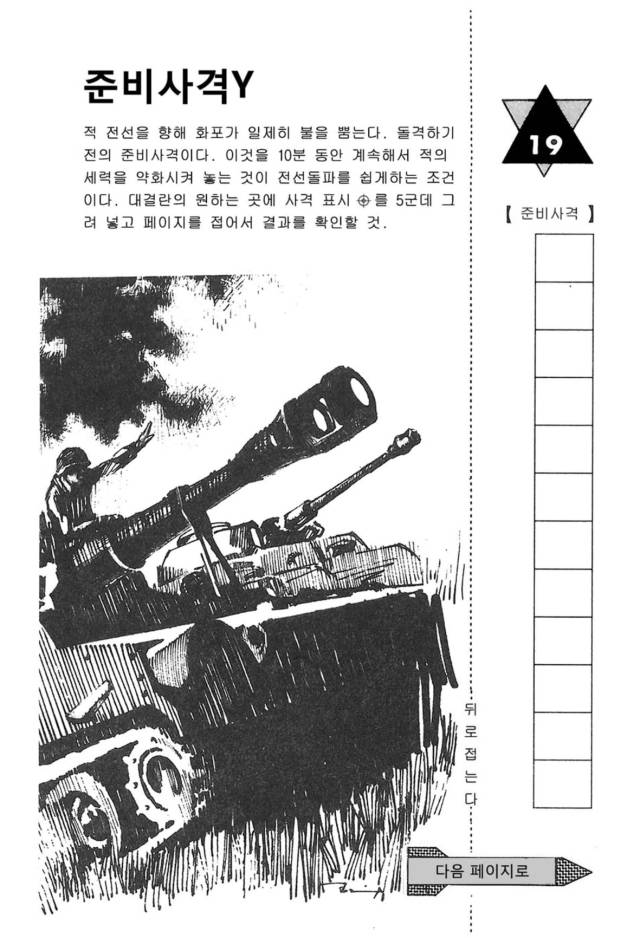 준비사격Y
적 전선을 향해 화포가 일제히 불을 뿜는다. 돌격하기
전의 준비사격이다. 이것을 10분 동안 계속해서 적의
세력을 약화시켜 놓는 것이 전선돌파를 쉽게하는 조건
이다. 대결란의 원하는 곳에 사격 표시 ⌖를 5군데 그
려 넣고 페이지를 접어서 결과를 확인할 것.
19
【 준비사격 】
뒤로접는다
다음 페이지로